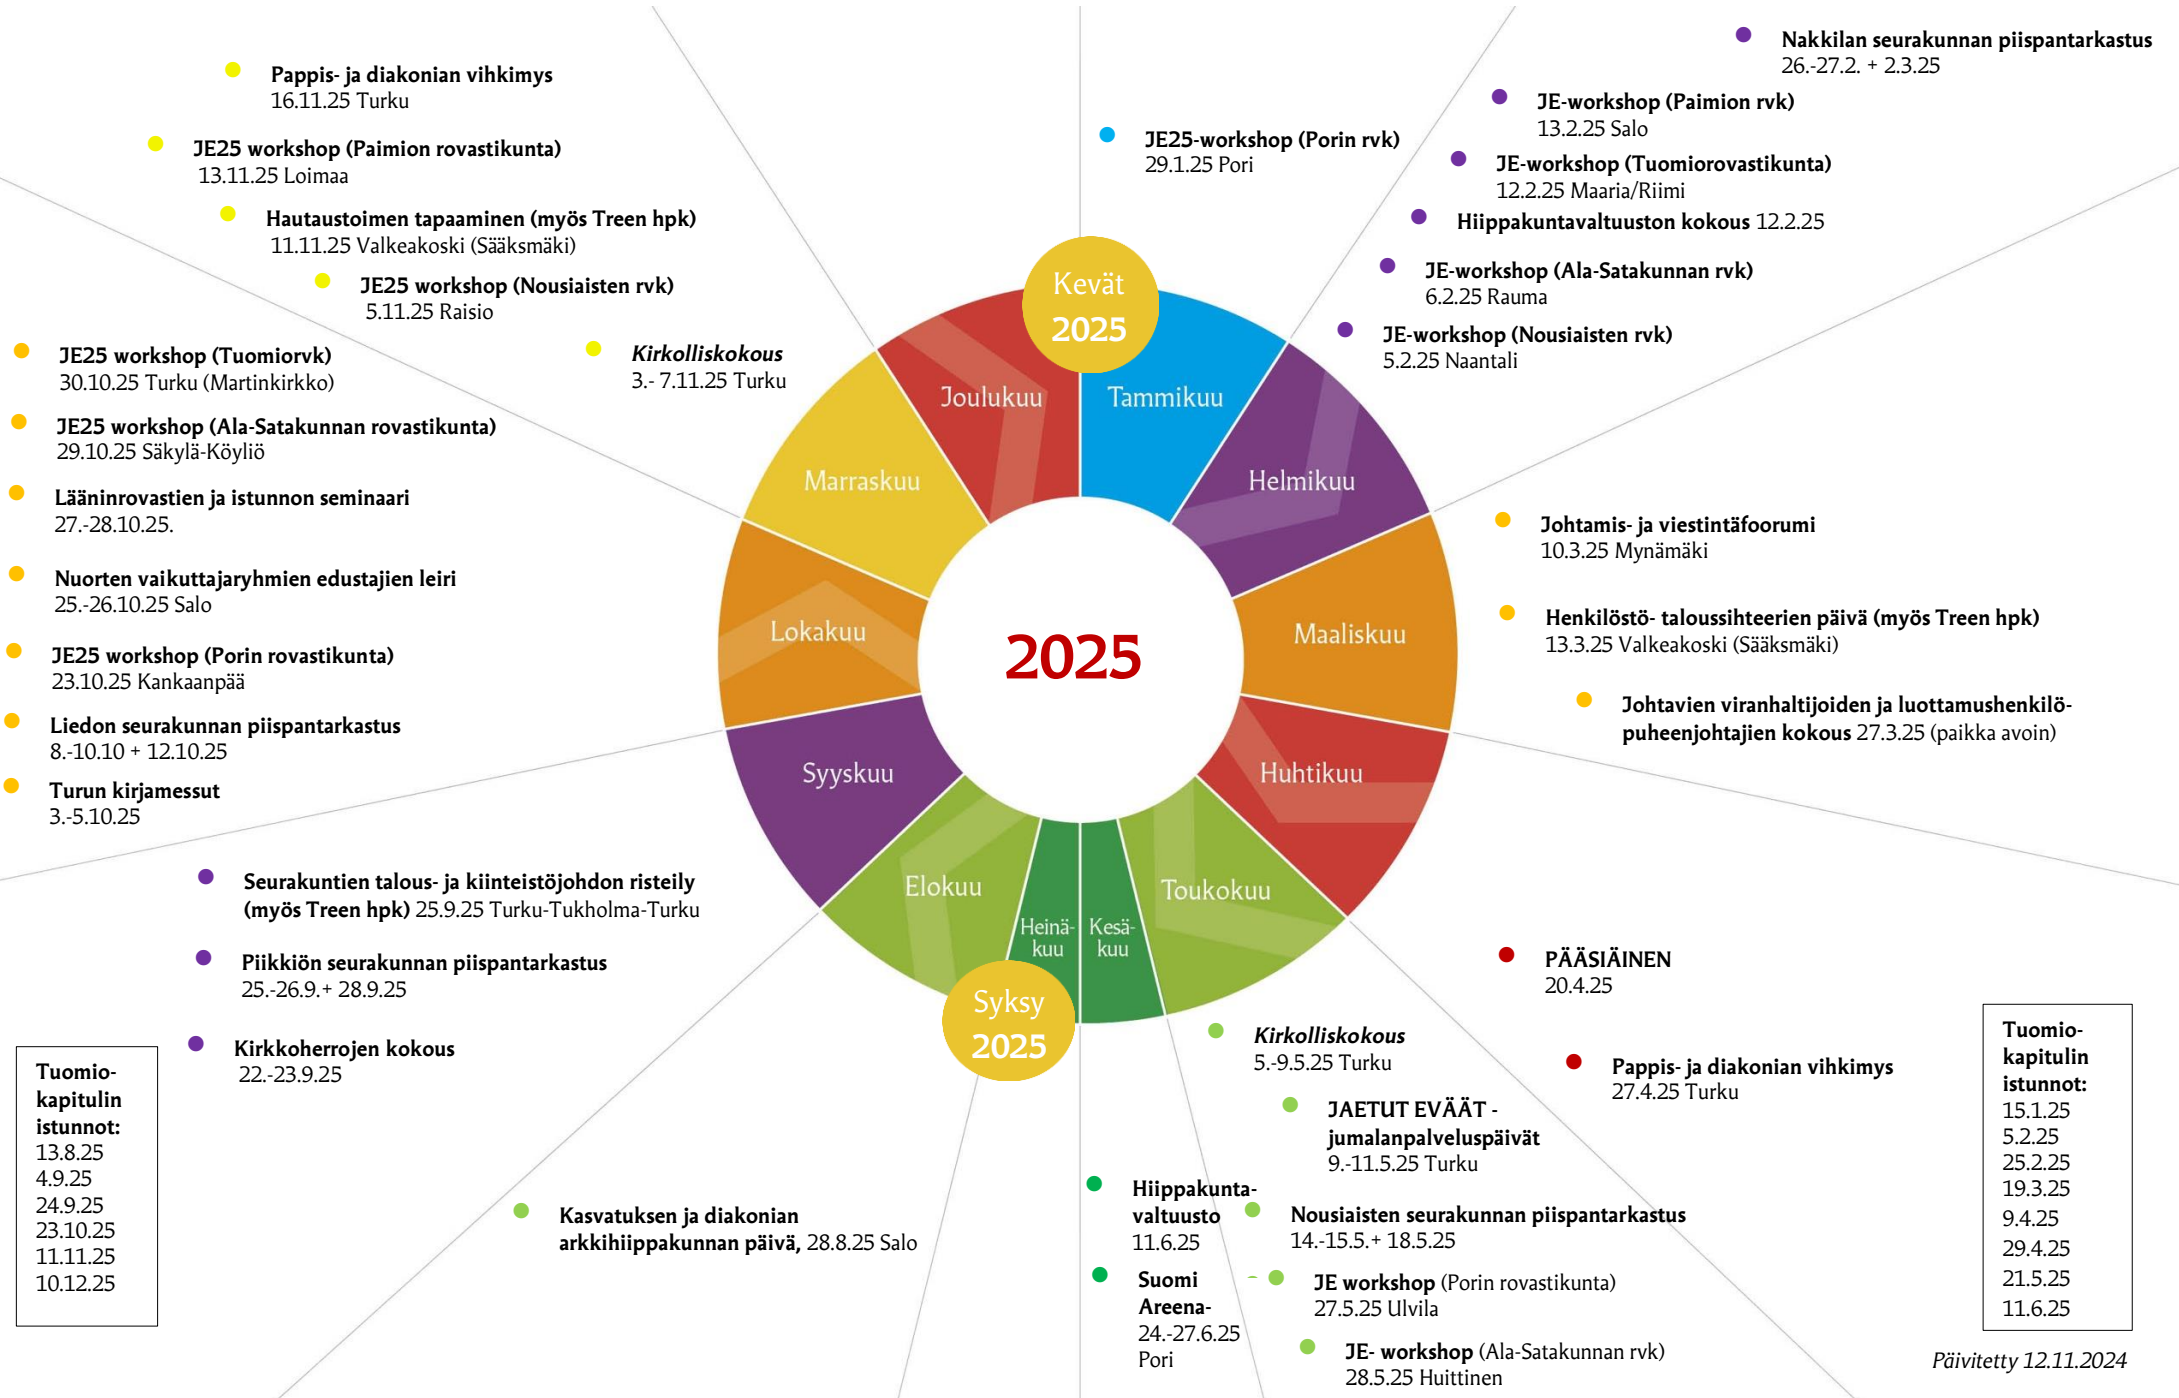 Nakkilan seurakunnan piispantarkastus
26.-27.2. + 2.3.25
JE-workshop (Paimion rvk)
13.2.25 Salo
JE-workshop (Tuomiorovastikunta)
12.2.25 Maaria/Riimi
Hiippakuntavaltuuston kokous 12.2.25
JE-workshop (Ala-Satakunnan rvk)
6.2.25 Rauma
JE-workshop (Nousiaisten rvk)
5.2.25 Naantali
JE25-workshop (Porin rvk)
29.1.25 Pori
Pappis- ja diakonian vihkimys
16.11.25 Turku
JE25 workshop (Paimion rovastikunta)
13.11.25 Loimaa
Hautaustoimen tapaaminen (myös Treen hpk)
11.11.25 Valkeakoski (Sääksmäki)
JE25 workshop (Nousiaisten rvk)
5.11.25 Raisio
Kirkolliskokous
3.- 7.11.25 Turku
JE25 workshop (Tuomiorvk)
30.10.25 Turku (Martinkirkko)
JE25 workshop (Ala-Satakunnan rovastikunta)
29.10.25 Säkylä-Köyliö
Lääninrovastien ja istunnon seminaari
27.-28.10.25.
Nuorten vaikuttajaryhmien edustajien leiri
25.-26.10.25 Salo
JE25 workshop (Porin rovastikunta)
23.10.25 Kankaanpää
Liedon seurakunnan piispantarkastus
8.-10.10 + 12.10.25
Turun kirjamessut
3.-5.10.25
Kevät
2025
Joulukuu
Tammikuu
Marraskuu
Helmikuu
Lokakuu
Maaliskuu
2025
Syyskuu
Huhtikuu
Elokuu
Toukokuu
Heinä-
kuu
Kesä-
kuu
Syksy
2025
Johtamis- ja viestintäfoorumi
10.3.25 Mynämäki
Henkilöstö- taloussihteerien päivä (myös Treen hpk)
13.3.25 Valkeakoski (Sääksmäki)
Johtavien viranhaltijoiden ja luottamushenkilö-
puheenjohtajien kokous 27.3.25 (paikka avoin)
Seurakuntien talous- ja kiinteistöjohdon risteily
(myös Treen hpk) 25.9.25 Turku-Tukholma-Turku
Piikkiön seurakunnan piispantarkastus
25.-26.9.+ 28.9.25
Kirkkoherrojen kokous
22.-23.9.25
Tuomio-
kapitulin
istunnot:
13.8.25
4.9.25
24.9.25
23.10.25
11.11.25
10.12.25
Kasvatuksen ja diakonian
arkkihiippakunnan päivä, 28.8.25 Salo
Hiippakunta-
valtuusto
11.6.25
Suomi
Areena-
24.-27.6.25
Pori
Kirkolliskokous
5.-9.5.25 Turku
JAETUT EVÄÄT -
jumalanpalveluspäivät
9.-11.5.25 Turku
Nousiaisten seurakunnan piispantarkastus
14.-15.5.+ 18.5.25
JE workshop (Porin rovastikunta)
27.5.25 Ulvila
JE- workshop (Ala-Satakunnan rvk)
28.5.25 Huittinen
PÄÄSIÄINEN
20.4.25
Pappis- ja diakonian vihkimys
27.4.25 Turku
Tuomio-
kapitulin
istunnot:
15.1.25
5.2.25
25.2.25
19.3.25
9.4.25
29.4.25
21.5.25
11.6.25
Päivitetty 12.11.2024